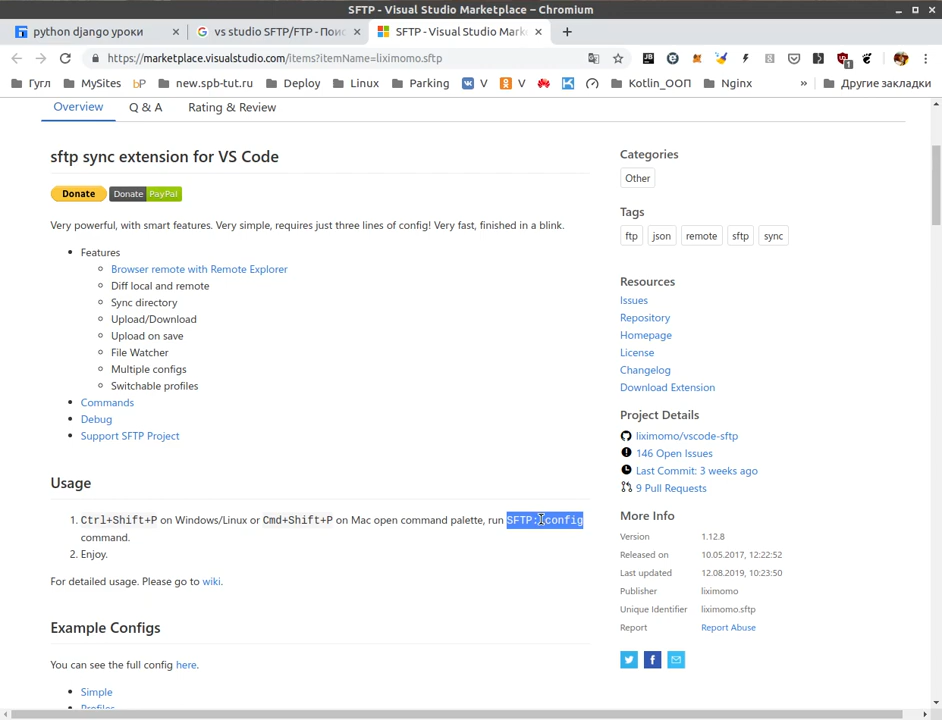 SFTP - Visual Studio Marketplace – Chromium
python django уроки
vs studio SFTP/FTP - Пои
SFTP - Visual Studio Mark
https://marketplace.visualstudio.com/items?itemName=liximomo.sftp
Гугл
MySites
bP
new.spb-tut.ru
Deploy
Linux
Parking
V
V
Kotlin_ООП
Nginx
»
Другие закладки
Overview
Q & A
Rating & Review
sftp sync extension for VS Code
Donate
Donate PayPal
Very powerful, with smart features. Very simple, requires just three lines of config! Very fast, finished in a blink.
Features
Browser remote with Remote Explorer
Diff local and remote
Sync directory
Upload/Download
Upload on save
File Watcher
Multiple configs
Switchable profiles
Commands
Debug
Support SFTP Project
Usage
1. Ctrl+Shift+P on Windows/Linux or Cmd+Shift+P on Mac open command palette, run SFTP: config
command.
2. Enjoy.
For detailed usage. Please go to wiki.
Example Configs
You can see the full config here.
Simple
Profiles
Categories
Other
Tags
ftp json remote sftp sync
Resources
Issues
Repository
Homepage
License
Changelog
Download Extension
Project Details
liximomo/vscode-sftp
146 Open Issues
Last Commit: 3 weeks ago
9 Pull Requests
More Info
Version 1.12.8
Released on 10.05.2017, 12:22:52
Last updated 12.08.2019, 10:23:50
Publisher liximomo
Unique Identifier liximomo.sftp
Report Report Abuse